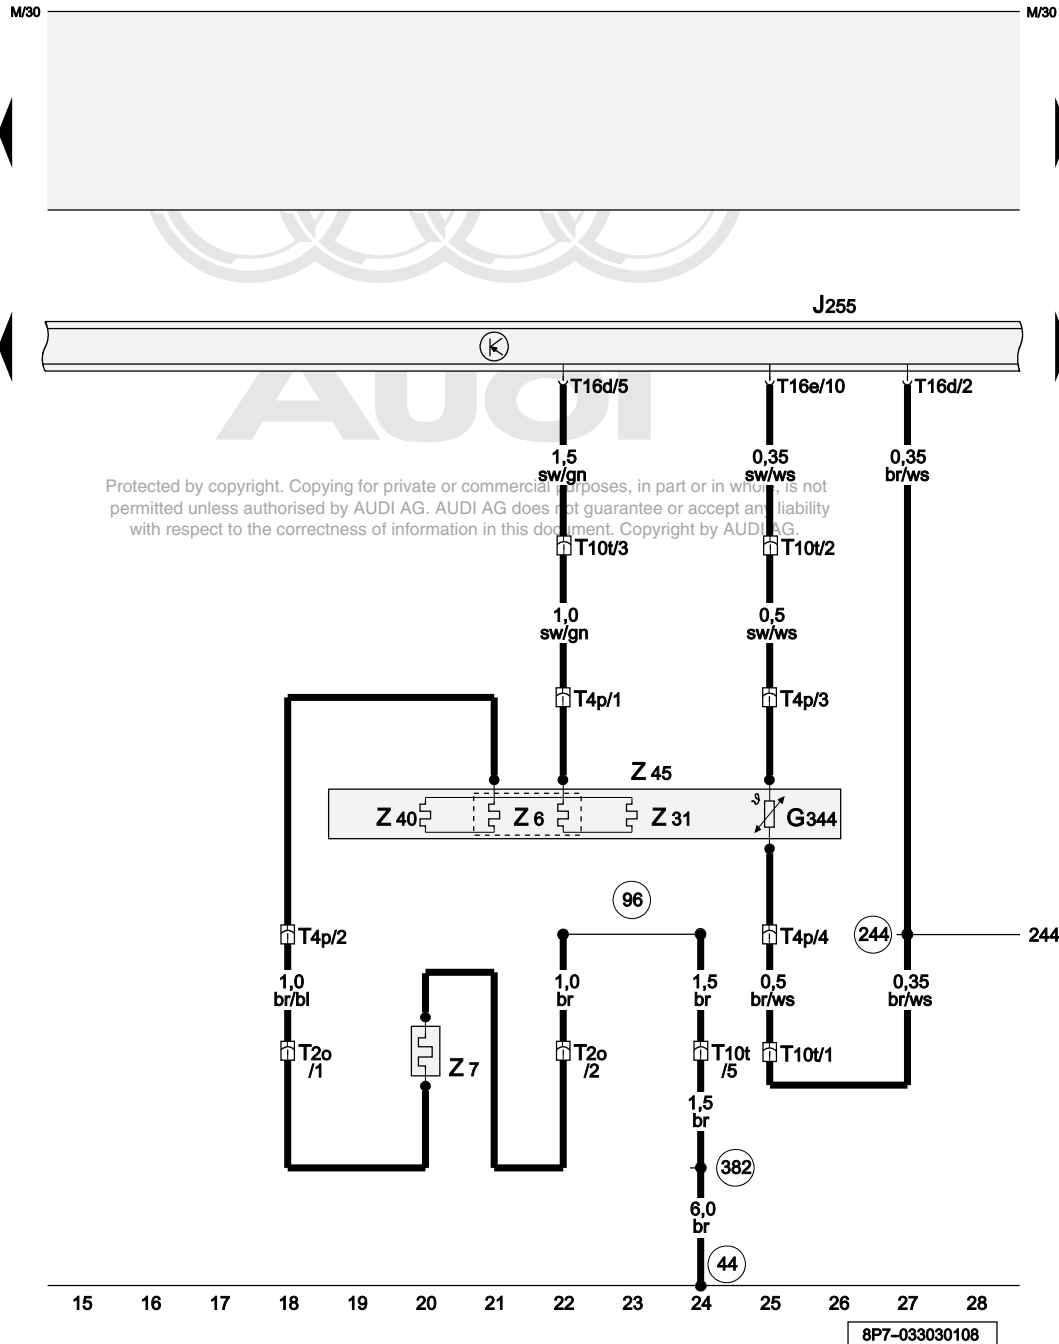 M/30 M/30
J255
T16d/5 T16e/10 T16d/2
AUDI
1,5 0,35 0,35
sw/gn sw/ws br/ws
Protected by copyright. Copying for private or commercial purposes, in part or in whole, is not
permitted unless authorised by AUDI AG. AUDI AG does not guarantee or accept any liability
with respect to the correctness of information in this document. Copyright by AUDI AG.
T10t/3 T10t/2
1,0 0,5
sw/gn sw/ws
T4p/1 T4p/3
Z 45
Z 40 Z 6 Z 31 G344
96
T4p/2 T4p/4 244 244
1,0 1,0 1,5 0,5 0,35
br/bl br br br/ws br/ws
T2o T2o T10t T10t/1
/1 /2 /5
Z 7
1,5
br
382
6,0
br
44
15 16 17 18 19 20 21 22 23 24 25 26 27 28
8P7-033030108